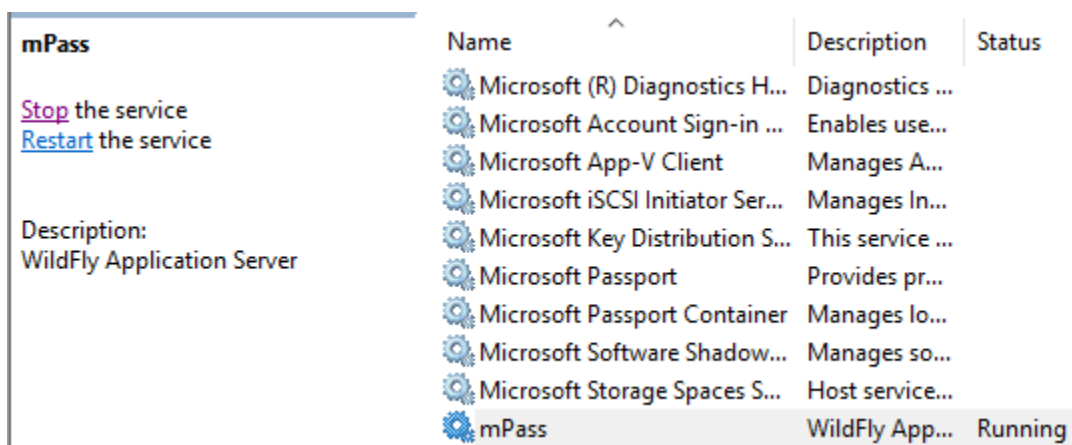 mPass
Stop the service
Restart the service
Description:
WildFly Application Server
Name Description Status
Microsoft (R) Diagnostics H... Diagnostics ...
Microsoft Account Sign-in ... Enables use...
Microsoft App-V Client Manages A...
Microsoft iSCSI Initiator Ser... Manages In...
Microsoft Key Distribution S... This service ...
Microsoft Passport Provides pr...
Microsoft Passport Container Manages lo...
Microsoft Software Shadow... Manages so...
Microsoft Storage Spaces S... Host service...
mPass WildFly App... Running